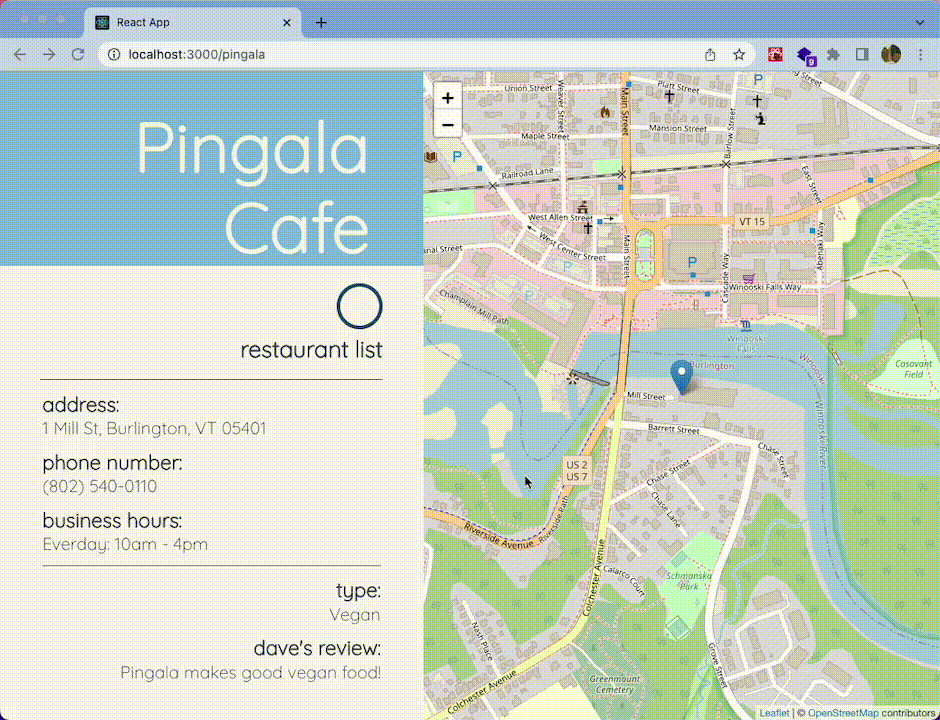 React App
localhost:3000/pingala
9
Pingala
Cafe
restaurant list
address:
1 Mill St, Burlington, VT 05401
phone number:
(802) 540-0110
business hours:
Everday: 10am - 4pm
type:
Vegan
dave's review:
Pingala makes good vegan food!
+
−
Union Street
Weaver Street
Main Street
Platt Street
P
Mansion Street
Maple Street
Barlow Street
P
Railroad Lane
East Street
West Allen Street
VT 15
West Center Street
Main Street
Abenaki Way
anal Street
P
P
Cascade Way
P
Winooski Falls Way
Champlain Mill Path
Winooski
Falls
Burlington
Winooski
Casavant
Field
Mill Street
Winooski River
Barrett Street
Chase Street
US 2
US 7
Chase Street
Chase Lane
Riverside Avenue
Riverside Path
Colchester Avenue
Calarco Court
Schmanska
Park
Nash Place
Grove Street
Greenmount
Cemetery
Colchester Avenue
Leaflet | © OpenStreetMap contributors